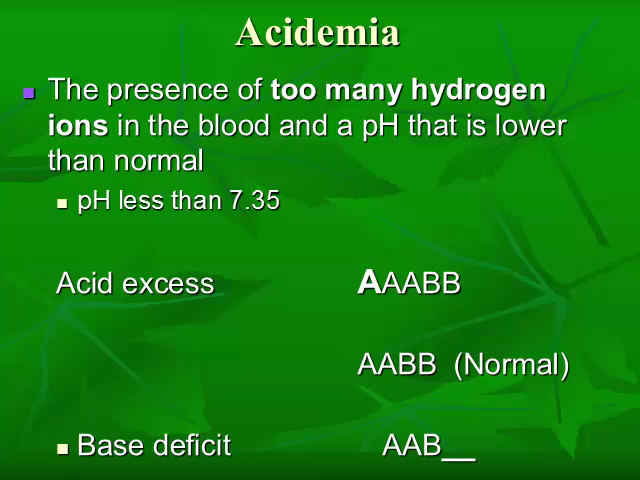 Acidemia
The presence of too many hydrogen
ions in the blood and a pH that is lower
than normal
pH less than 7.35
Acid excess AAABB
AABB (Normal)
Base deficit AAB__